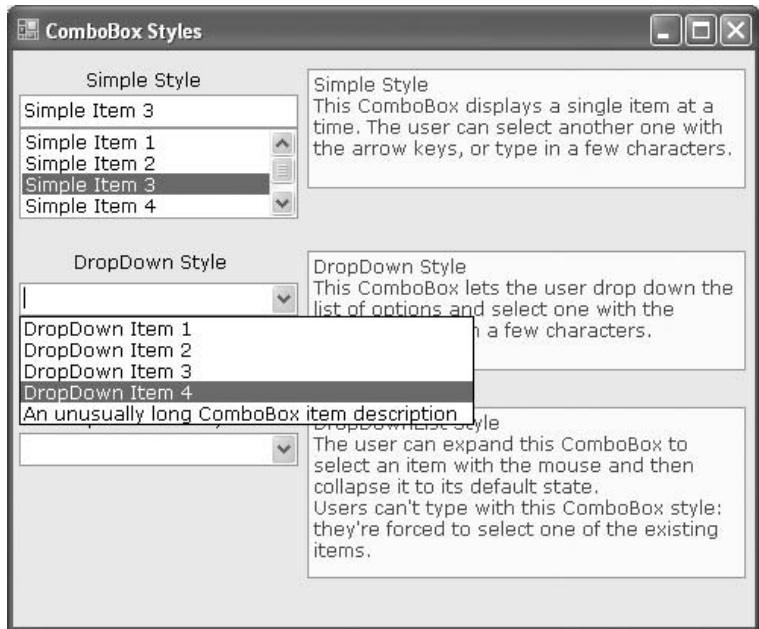 ComboBox Styles
Simple Style
Simple Item 3
Simple Item 1
Simple Item 2
Simple Item 3
Simple Item 4
Simple Style
This ComboBox displays a single item at a
time. The user can select another one with
the arrow keys, or type in a few characters.
DropDown Style
DropDown Item 1
DropDown Item 2
DropDown Item 3
DropDown Item 4
An unusually long ComboBox item description
DropDown Style
This ComboBox lets the user drop down the
list of options and select one with the
a few characters.
DropDownList Style
The user can expand this ComboBox to
select an item with the mouse and then
collapse it to its default state.
Users can't type with this ComboBox style:
they're forced to select one of the existing
items.